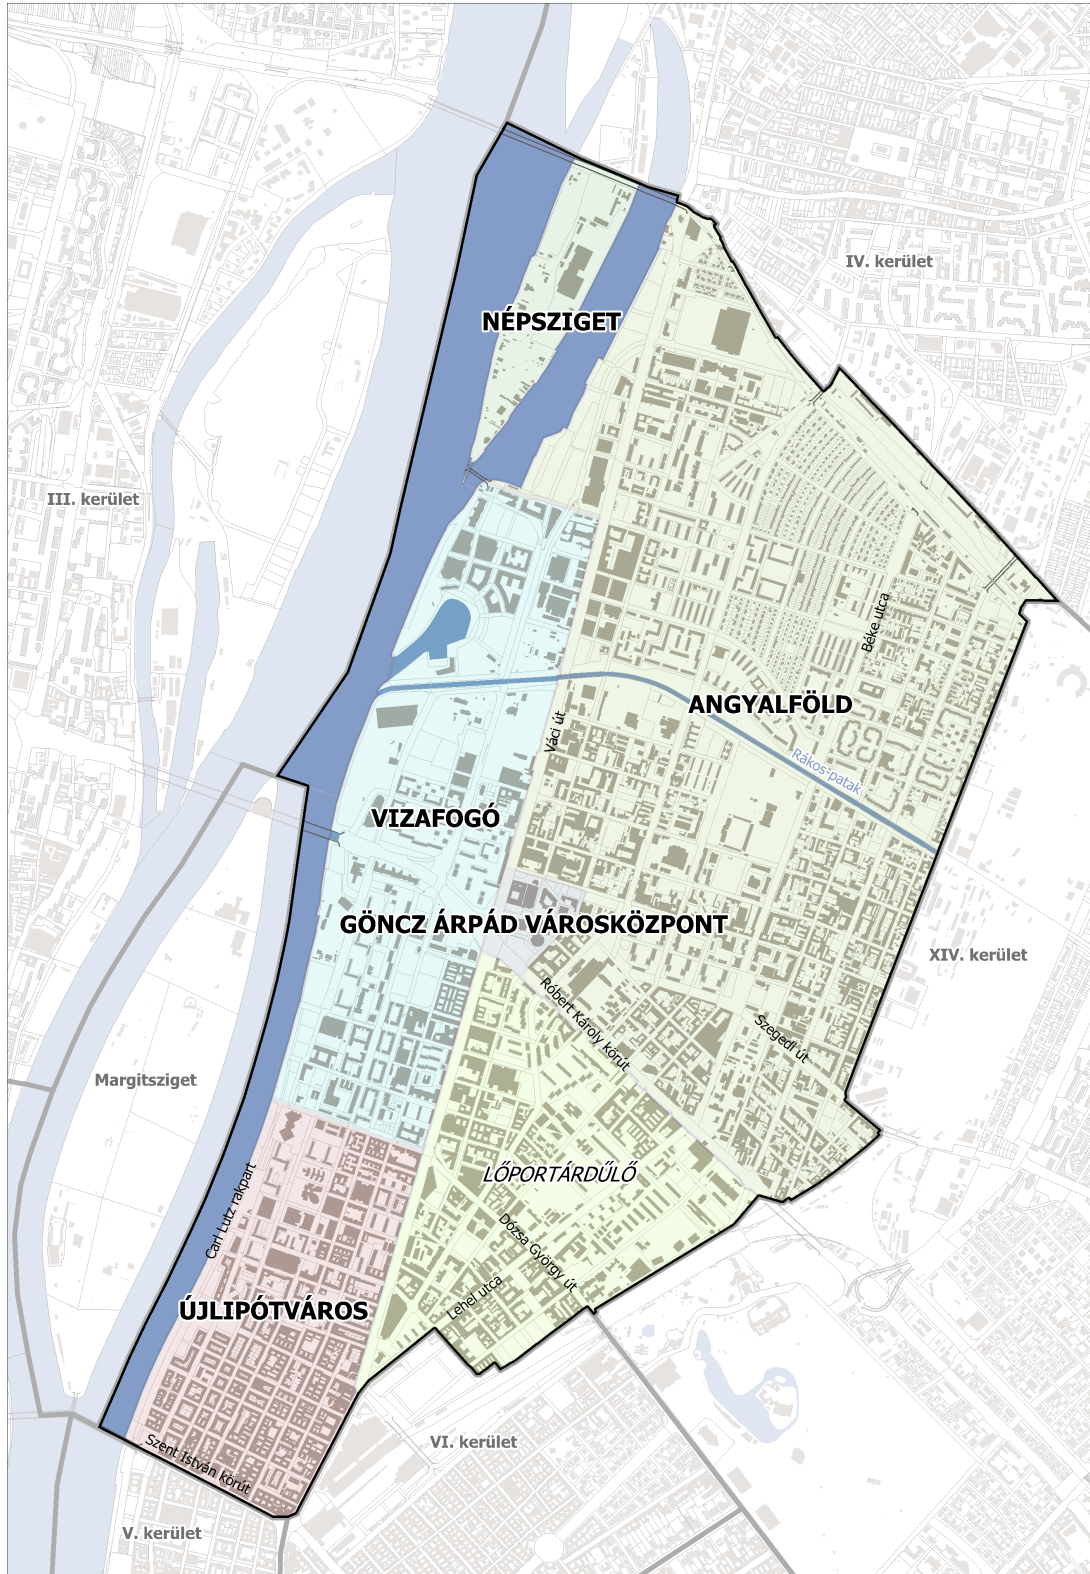 IV. kerület
NÉPSZIGET
III. kerület
Béke utca
ANGYALFÖLD
Váci út
Rákos-patak
VIZAFOGÓ
GÖNCZ ÁRPÁD VÁROSKÖZPONT
XIV. kerület
Róbert Károly körút
Szegedi út
Margitsziget
LŐPORTÁRDŰLŐ
Carl Lutz rakpart
Dózsa György út
Lehel utca
ÚJLIPÓTVÁROS
VI. kerület
Szent István körút
V. kerület